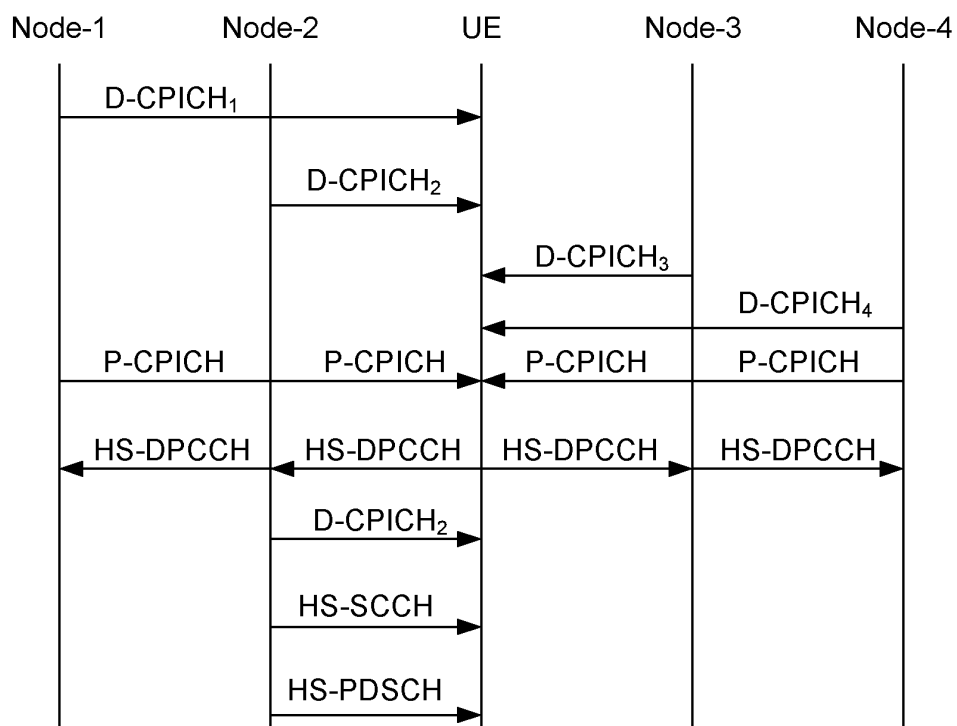 Node-1 Node-2 UE Node-3 Node-4
D-CPICH₁
D-CPICH₂
D-CPICH₃
D-CPICH₄
P-CPICH P-CPICH P-CPICH P-CPICH
HS-DPCCH HS-DPCCH HS-DPCCH HS-DPCCH
D-CPICH₂
HS-SCCH
HS-PDSCH